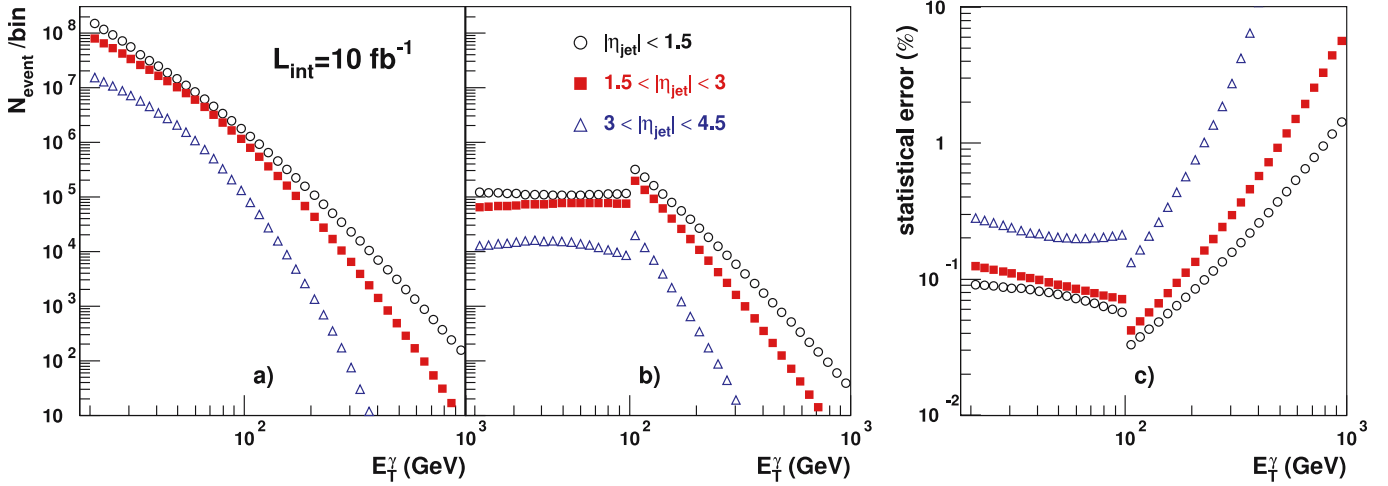 N_event /bin
10^8
10^7
10^6
10^5
10^4
10^3
10^2
10
L_int=10 fb^-1
a)
10^2
10^3
E_T^γ (GeV)
|η_jet| < 1.5
1.5 < |η_jet| < 3
3 < |η_jet| < 4.5
b)
10
10^2
10^3
E_T^γ (GeV)
statistical error (%)
10
1
10^-1
10^-2
c)
10^2
10^3
E_T^γ (GeV)